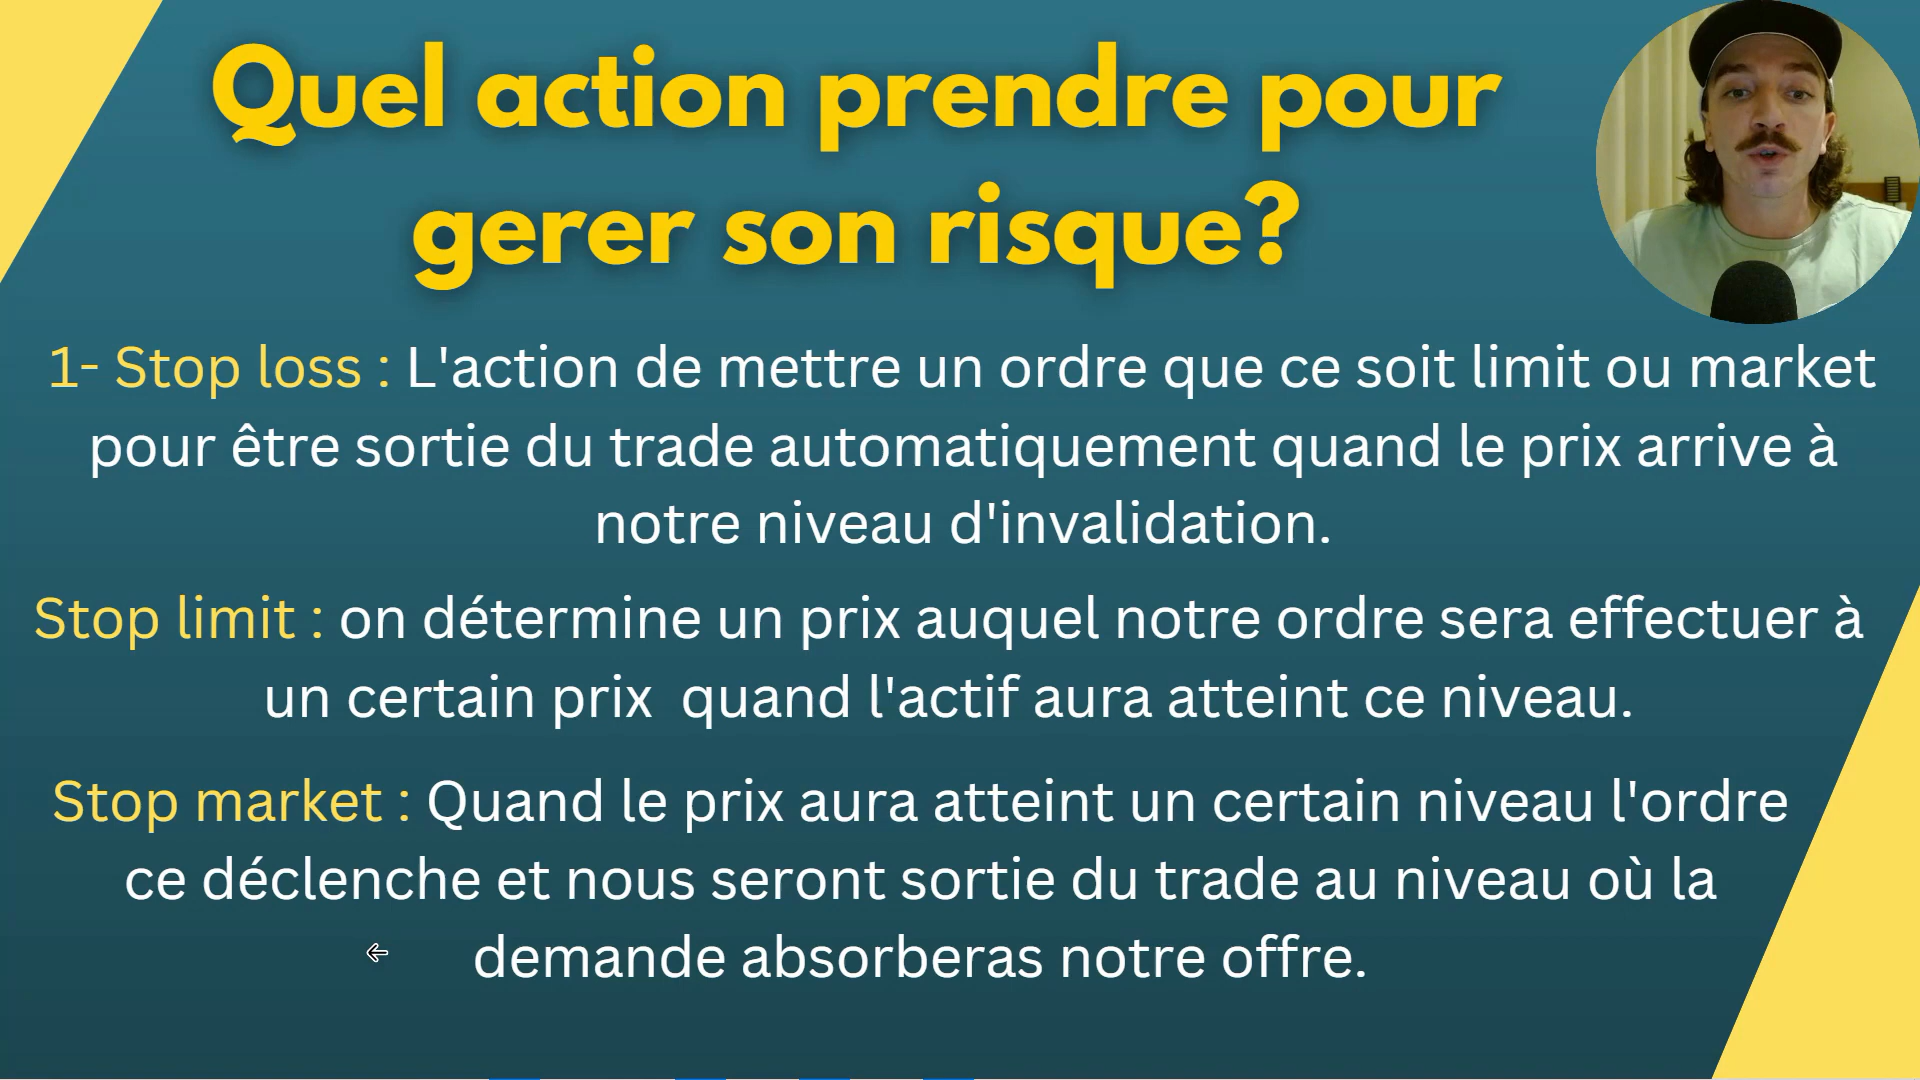 Quel action prendre pour
gerer son risque?
1- Stop loss : L'action de mettre un ordre que ce soit limit ou market
pour être sortie du trade automatiquement quand le prix arrive à
notre niveau d'invalidation.
Stop limit : on détermine un prix auquel notre ordre sera effectuer à
un certain prix  quand l'actif aura atteint ce niveau.
Stop market : Quand le prix aura atteint un certain niveau l'ordre
ce déclenche et nous seront sortie du trade au niveau où la
demande absorberas notre offre.